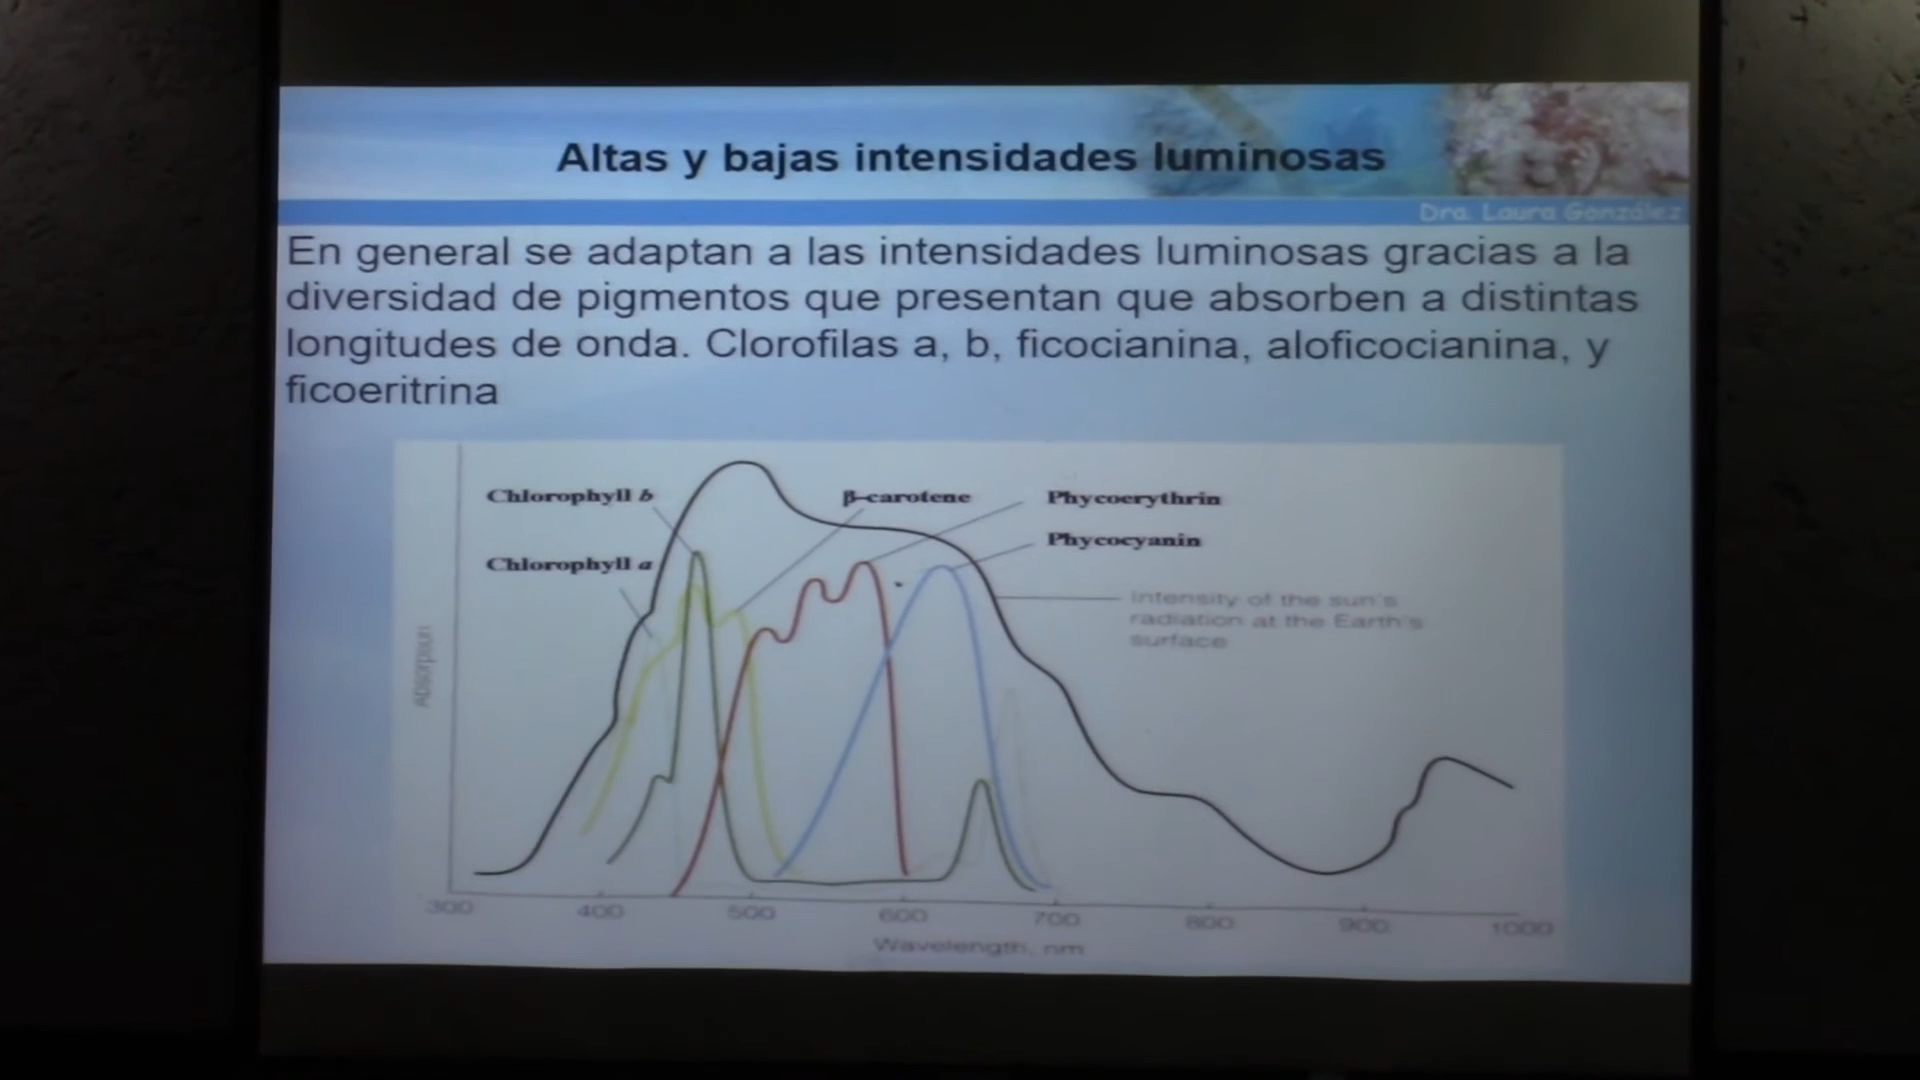 Altas y bajas intensidades luminosas
Dra. Laura González
En general se adaptan a las intensidades luminosas gracias a la
diversidad de pigmentos que presentan que absorben a distintas
longitudes de onda. Clorofilas a, b, ficocianina, aloficocianina, y
ficoeritrina
Chlorophyll b
β-carotene
Phycoerythrin
Phycocyanin
Chlorophyll a
Intensity of the sun's
radiation at the Earth's
surface
Absorption
300 400 500 600 700 800 900 1000
Wavelength, nm